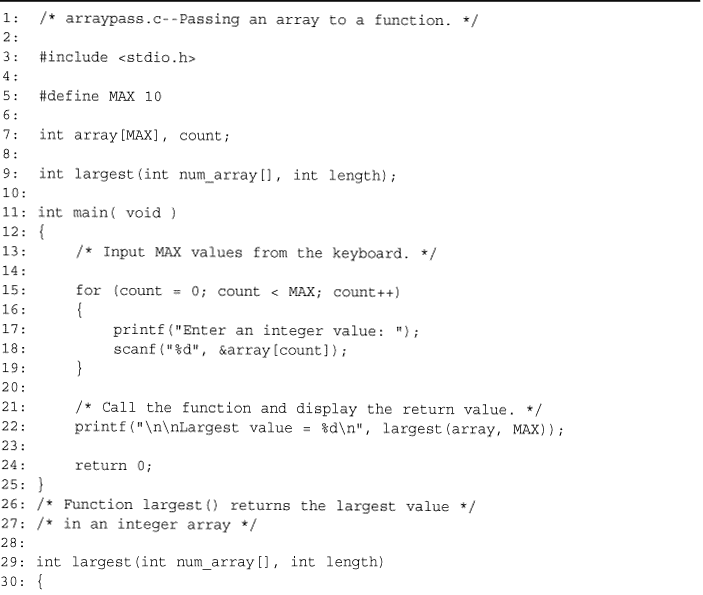 1: /* arraypass.c--Passing an array to a function. */
2:
3: #include <stdio.h>
4:
5: #define MAX 10
6:
7: int array[MAX], count;
8:
9: int largest(int num_array[], int length);
10:
11: int main( void )
12: {
13:     /* Input MAX values from the keyboard. */
14:
15:     for (count = 0; count < MAX; count++)
16:     {
17:         printf("Enter an integer value: ");
18:         scanf("%d", &array[count]);
19:     }
20:
21:     /* Call the function and display the return value. */
22:     printf("\n\nLargest value = %d\n", largest(array, MAX));
23:
24:     return 0;
25: }
26: /* Function largest() returns the largest value */
27: /* in an integer array */
28:
29: int largest(int num_array[], int length)
30: {